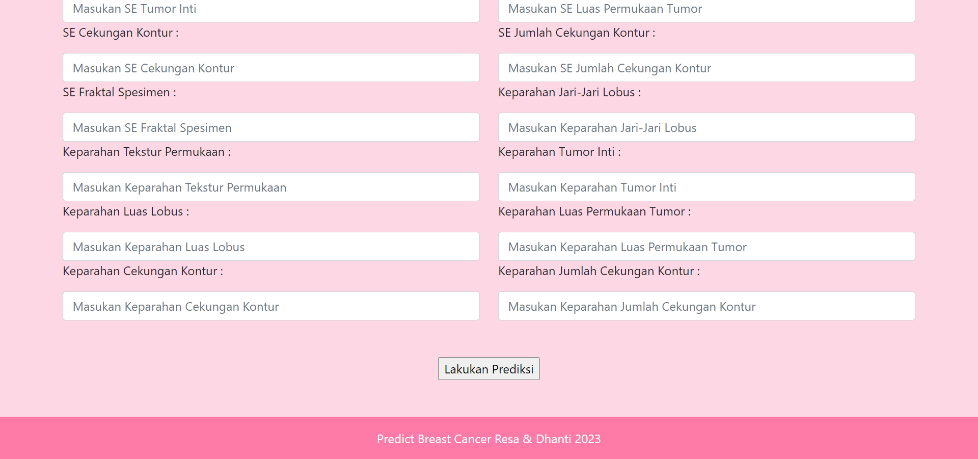 Masukan SE Tumor Inti
Masukan SE Luas Permukaan Tumor
SE Cekungan Kontur :
SE Jumlah Cekungan Kontur :
Masukan SE Cekungan Kontur
Masukan SE Jumlah Cekungan Kontur
SE Fraktal Spesimen :
Keparahan Jari-Jari Lobus :
Masukan SE Fraktal Spesimen
Masukan Keparahan Jari-Jari Lobus
Keparahan Tekstur Permukaan :
Keparahan Tumor Inti :
Masukan Keparahan Tekstur Permukaan
Masukan Keparahan Tumor Inti
Keparahan Luas Lobus :
Keparahan Luas Permukaan Tumor :
Masukan Keparahan Luas Lobus
Masukan Keparahan Luas Permukaan Tumor
Keparahan Cekungan Kontur :
Keparahan Jumlah Cekungan Kontur :
Masukan Keparahan Cekungan Kontur
Masukan Keparahan Jumlah Cekungan Kontur
Lakukan Prediksi
Predict Breast Cancer Resa & Dhanti 2023